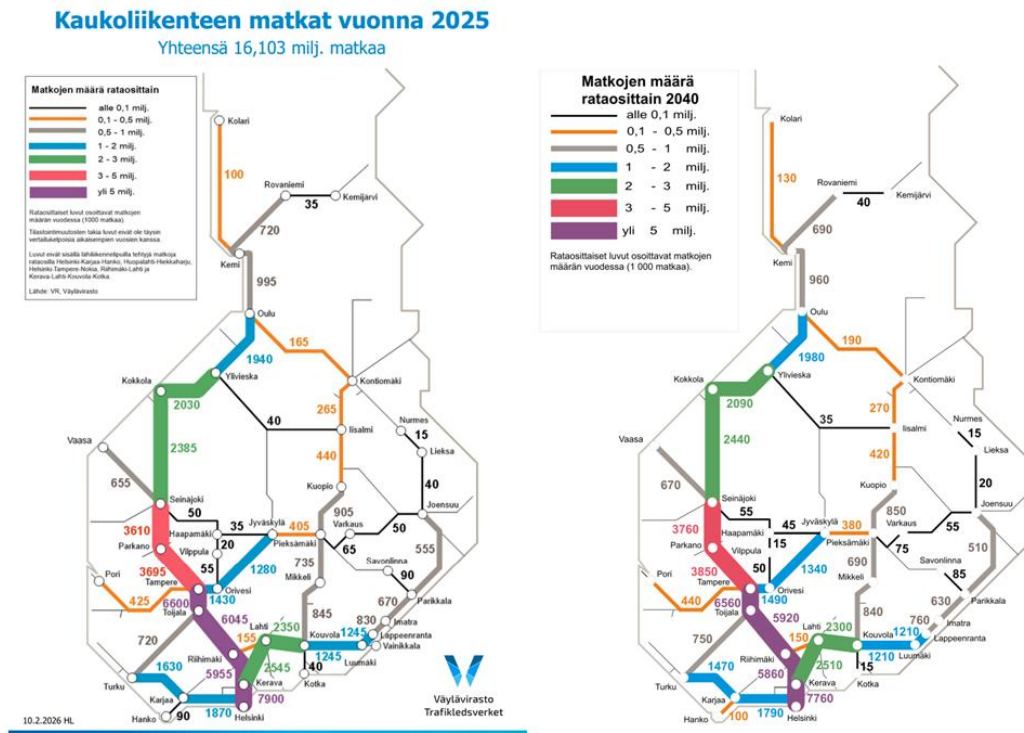 Kaukoliikenteen matkat vuonna 2025
Yhteensä 16,103 milj. matkaa
Matkojen määrä rataosittain
alle 0,1 milj.
0,1 - 0,5 milj.
0,5 - 1 milj.
1 - 2 milj.
2 - 3 milj.
3 - 5 milj.
yli 5 milj.
Rataosittaiset luvut osoittavat matkojen
määrän vuodessa (1000 matkaa).
Tilastointimuutosten takia luvut eivät ole täysin
vertailukelpoisia aikaisempien vuosien kanssa.
Luvut eivät sisällä lähiliikennelipuilla tehtyjä matkoja
rataosilla Helsinki-Karjaa-Hanko, Huopalahti-Hiekkaharju,
Helsinki-Tampere-Nokia, Riihimäki-Lahti ja
Kerava-Lahti-Kouvola-Kotka.
Lähde: VR, Väylävirasto
Kolari
100
Rovaniemi
Kemijärvi
35
720
Kemi
995
Oulu
165
1940
Ylivieska
Kokkola
2030
Kontiomäki
40
265
Nurmes
Iisalmi
15
Vaasa
2385
Lieksa
440
655
Kuopio
40
Seinäjoki
50
905
Joensuu
3610
Haapamäki
35
Jyväskylä
405
Varkaus
50
20
Pieksämäki
65
Parkano
Vilppula
555
3695
55
1280
735
Savonlinna
Pori
Tampere
Mikkeli
90
425
6600
1430
Orivesi
Parikkala
Toijala
670
6045
845
Imatra
720
155
Lahti
2350
Kouvola
1245
830
Lappeenranta
Riihimäki
Vainikkala
1630
5955
2545
1245
Luumäki
40
Turku
Kerava
Kotka
Karjaa
7900
Hanko
90
1870
Helsinki
Väylävirasto
Trafikledsverket
10.2.2026 HL
Matkojen määrä
rataosittain 2040
alle 0,1 milj.
0,1 - 0,5 milj.
0,5 - 1 milj.
1 - 2 milj.
2 - 3 milj.
3 - 5 milj.
yli 5 milj.
Rataosittaiset luvut osoittavat matkojen
määrän vuodessa (1 000 matkaa).
Kolari
130
Rovaniemi
Kemijärvi
40
690
Kemi
960
Oulu
190
1980
Ylivieska
Kokkola
2090
Kontiomäki
35
270
Nurmes
Iisalmi
15
Vaasa
2440
Lieksa
420
670
20
Kuopio
Seinäjoki
55
850
Joensuu
3760
45
Jyväskylä
380
Varkaus
55
Haapamäki
15
Pieksämäki
75
Parkano
Vilppula
510
3850
50
1340
690
Savonlinna
Pori
Tampere
Mikkeli
85
440
6560
1490
Orivesi
Parikkala
Toijala
630
5920
840
Imatra
750
150
Lahti
2300
Kouvola
1210
760
Lappeenranta
Riihimäki
1470
5860
2510
1210
Luumäki
15
Turku
Kerava
Kotka
Karjaa
7760
Hanko
100
1790
Helsinki